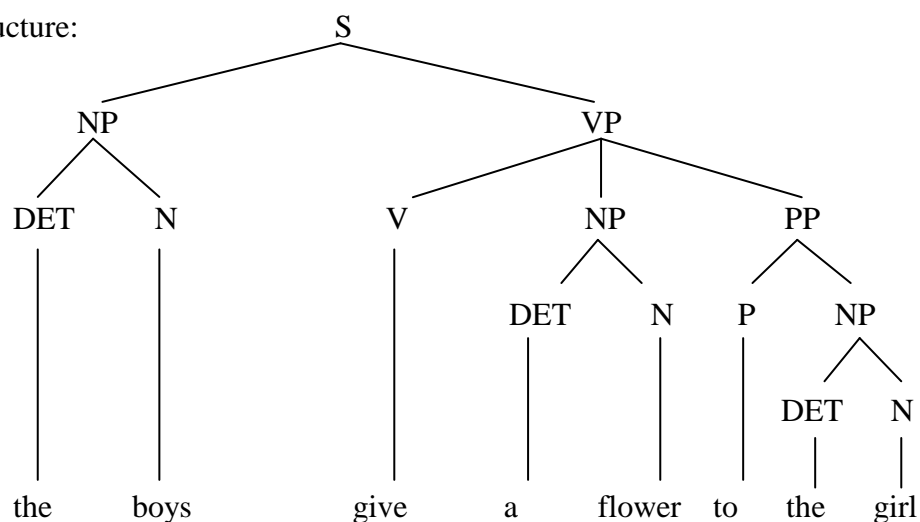 ucture: S
NP VP
DET N V NP PP
DET N P NP
DET N
the boys give a flower to the girl